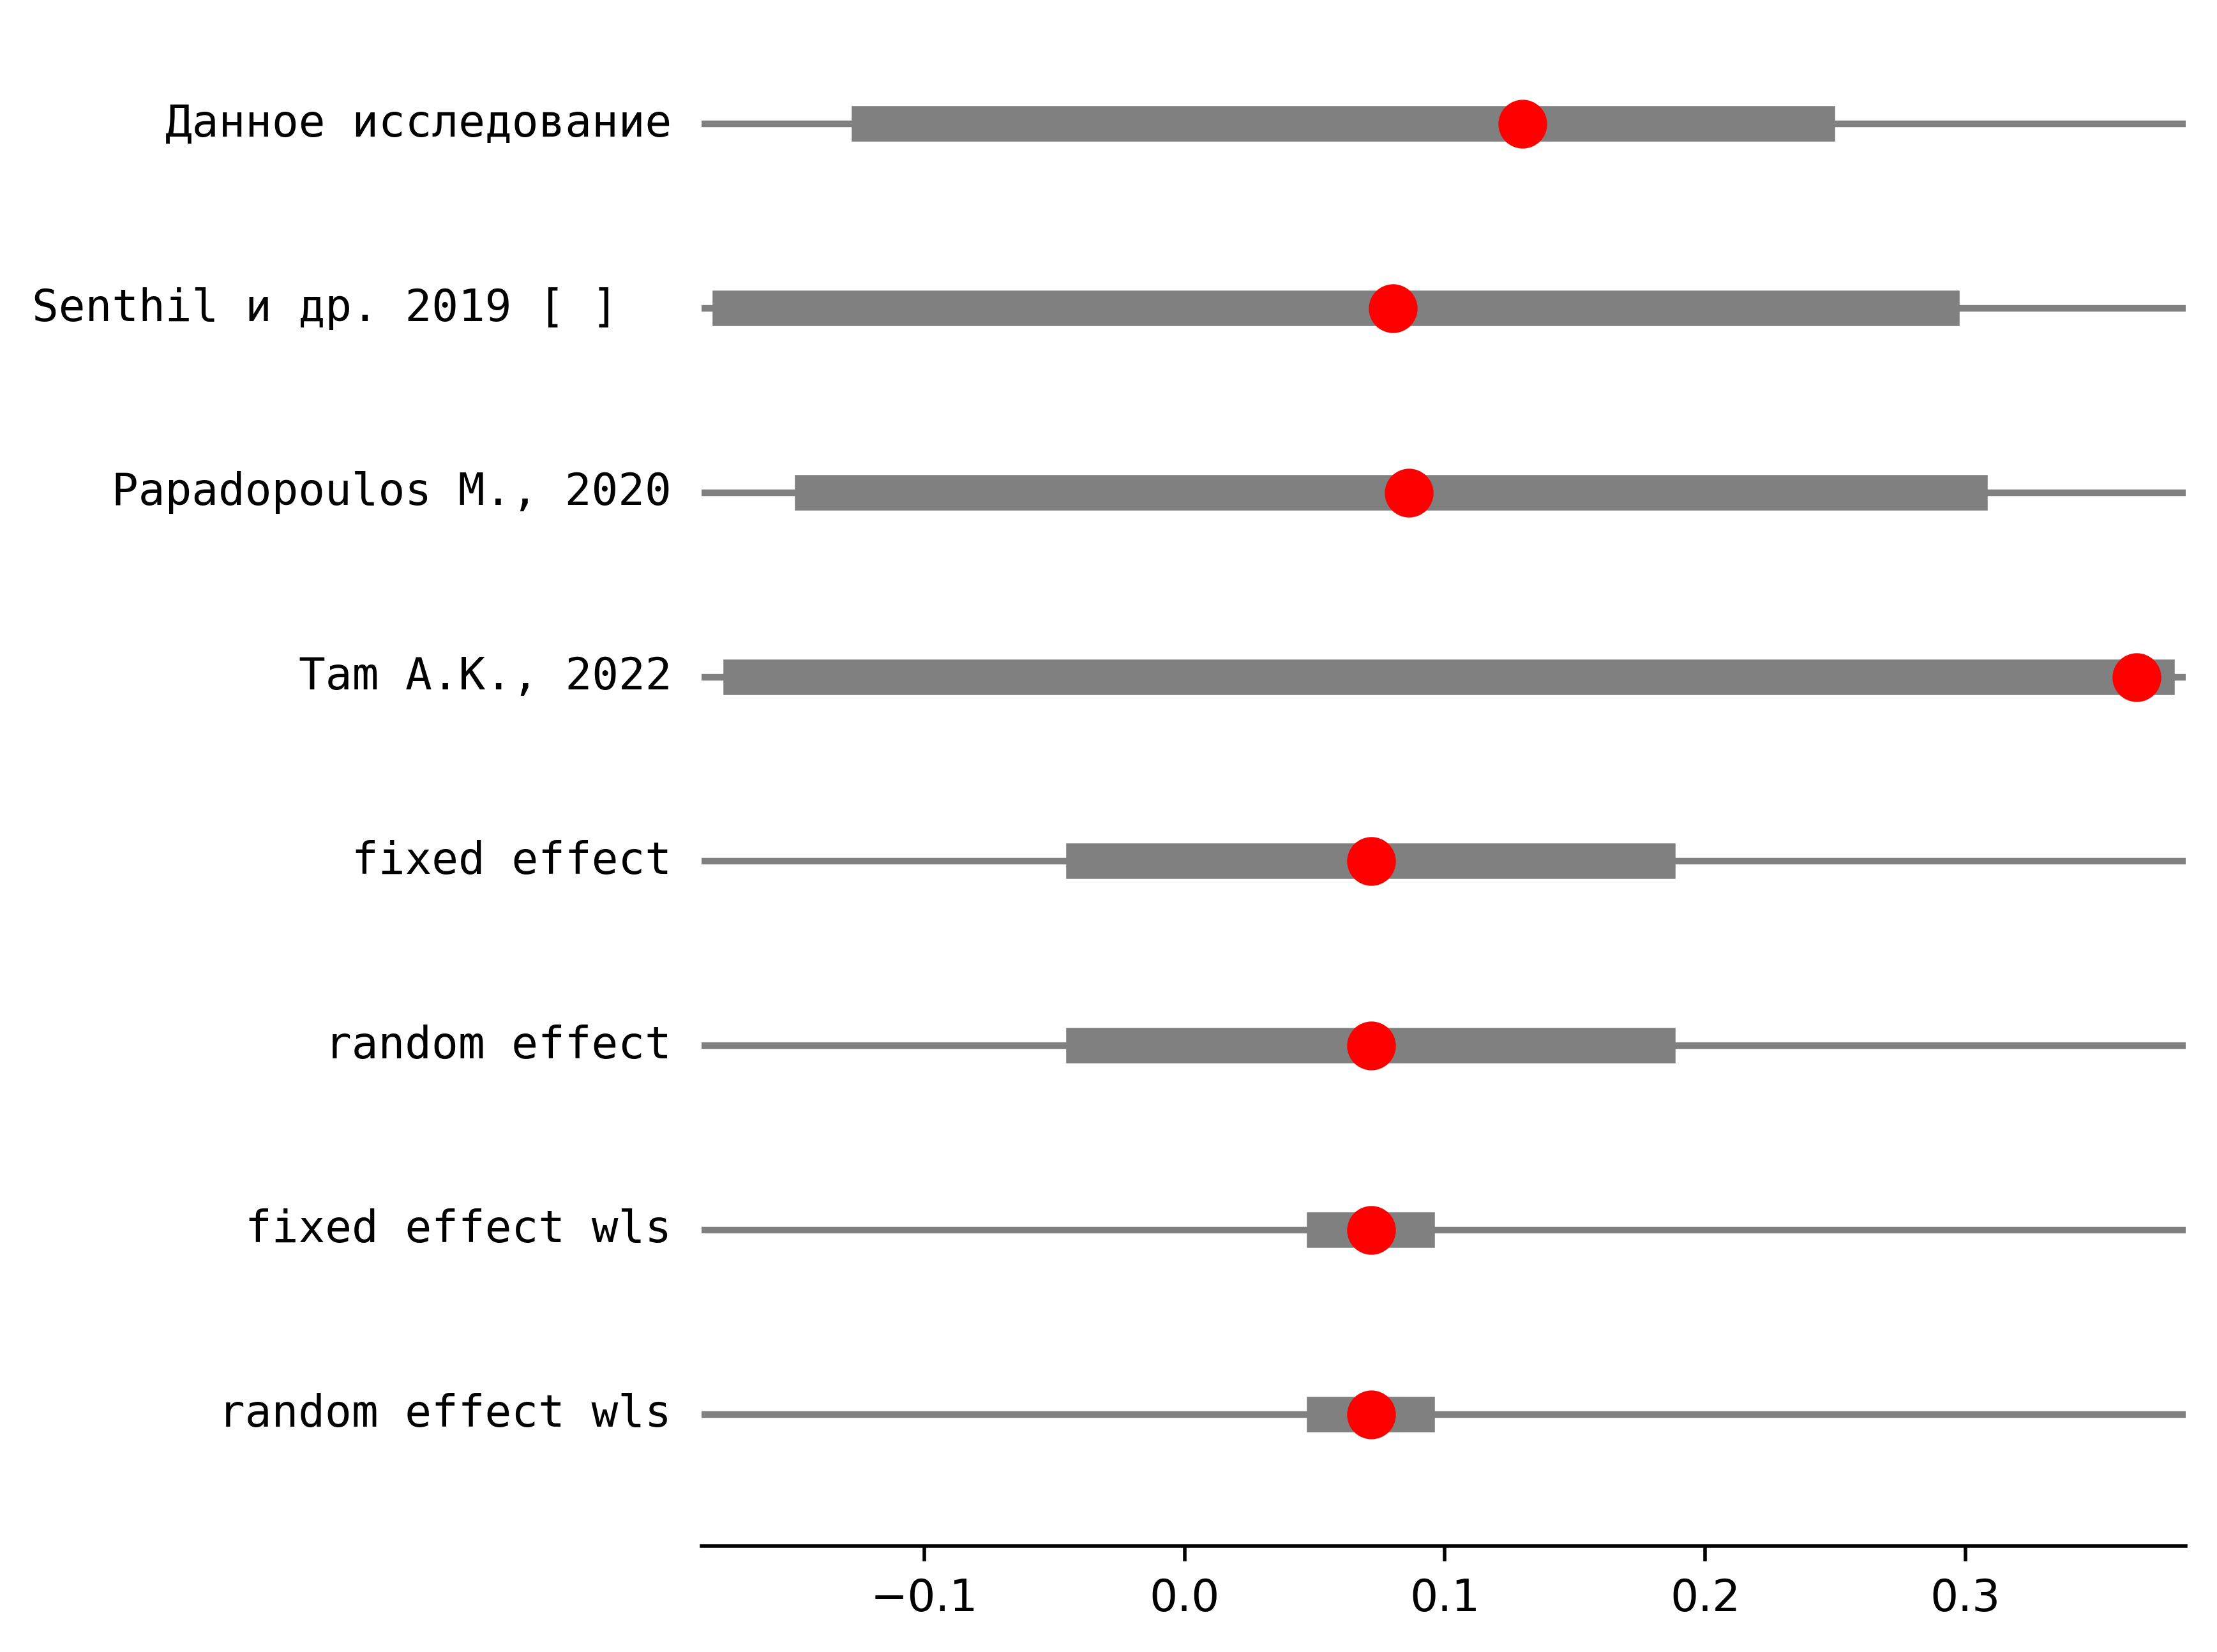 Данное исследование
Senthil и др. 2019 [ ]
Papadopoulos M., 2020
Tam A.K., 2022
fixed effect
random effect
fixed effect wls
random effect wls
−0.1 0.0 0.1 0.2 0.3